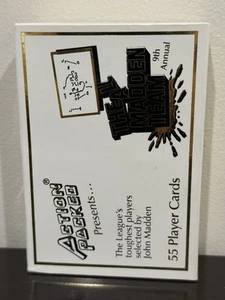 ACTION
PACKED®
Presents...
The League's
toughest players
selected by
John Madden
55 Player Cards
THE ALL
MADDEN
TEAM
9th
Annual